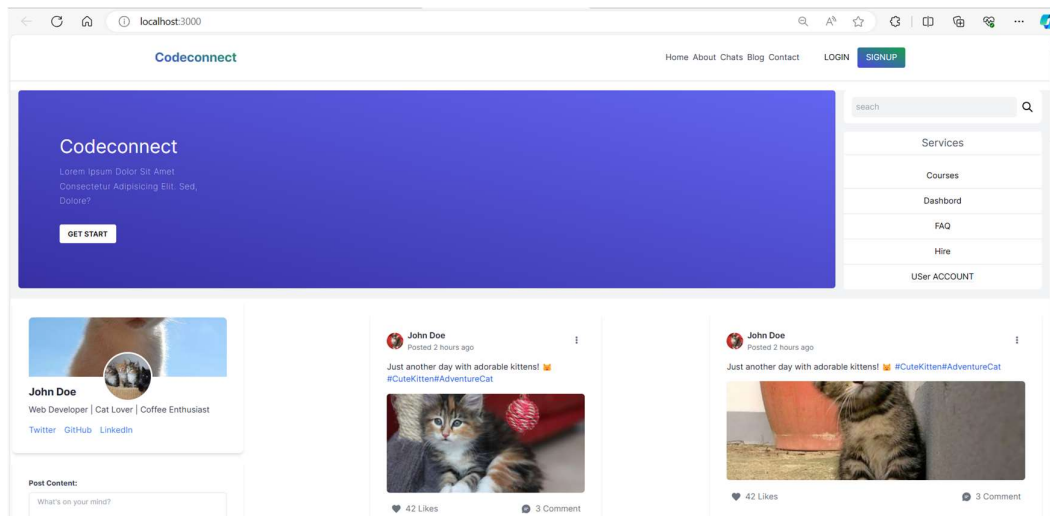 localhost:3000
Codeconnect
Home About Chats Blog Contact LOGIN SIGNUP
Codeconnect
Lorem Ipsum Dolor Sit Amet
Consectetur Adipisicing Elit. Sed,
Dolore?
GET START
seach
Services
Courses
Dashbord
FAQ
Hire
USer ACCOUNT
John Doe
Web Developer | Cat Lover | Coffee Enthusiast
Twitter GitHub LinkedIn
Post Content:
What's on your mind?
John Doe
Posted 2 hours ago
Just another day with adorable kittens! 😸
#CuteKitten#AdventureCat
42 Likes 3 Comment
John Doe
Posted 2 hours ago
Just another day with adorable kittens! 😸 #CuteKitten#AdventureCat
42 Likes 3 Comment